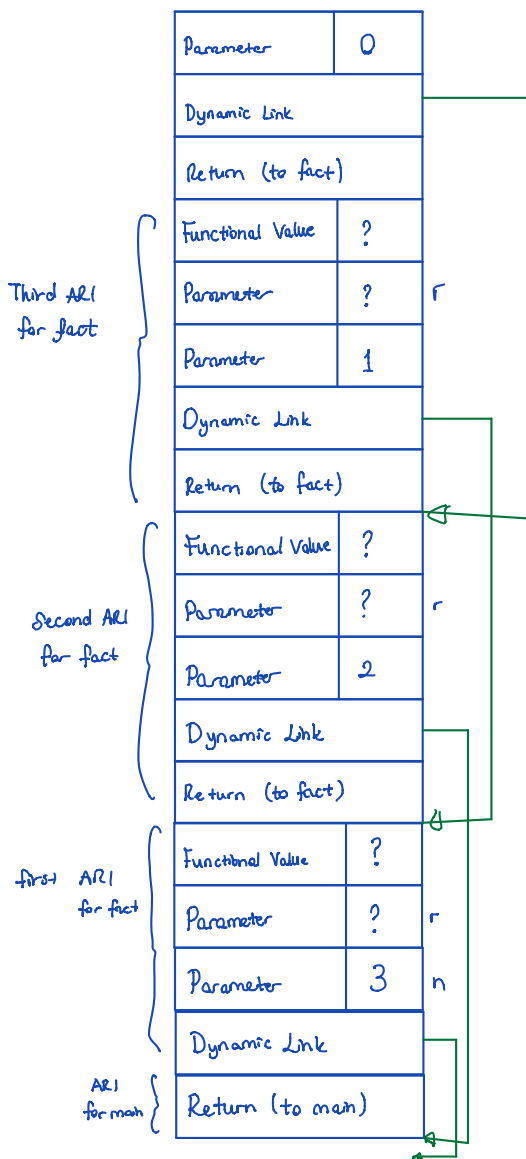 Parameter 0
Dynamic Link
Return (to fact)
Functional Value ?
Third ARI
for fact
Parameter ? r
Parameter 1
Dynamic Link
Return (to fact)
Functional Value ?
Second ARI
for fact
Parameter ? r
Parameter 2
Dynamic Link
Return (to fact)
Functional Value ?
first ARI
for fact
Parameter ? r
Parameter 3 n
Dynamic Link
ARI
for main
Return (to main)